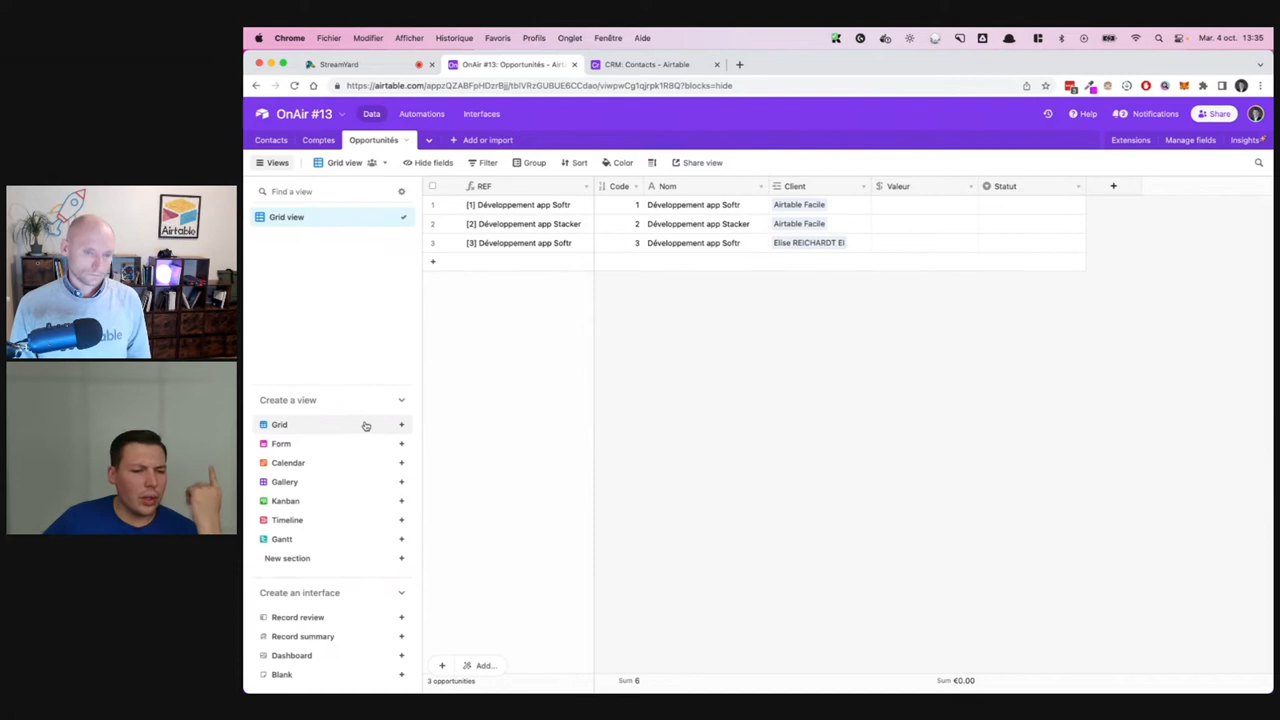 Chrome Fichier Modifier Afficher Historique Favoris Profils Onglet Fenêtre Aide Mar. 4 oct. 13:35
StreamYard OnAir #13: Opportunités - Airt CRM: Contacts - Airtable
https://airtable.com/appzQZABFpHDzrBjj/tblVRzGUBUE6CCdao/viwpwCg1qjrpk1R8Q?blocks=hide
OnAir #13 Data Automations Interfaces Help 2 Notifications Share
Contacts Comptes Opportunités Add or import Extensions Manage fields Insights
Views Grid view Hide fields Filter Group Sort Color Share view
Find a view
REF Code Nom Client Valeur Statut
1 [1] Développement app Softr 1 Développement app Softr Airtable Facile
Grid view
2 [2] Développement app Stacker 2 Développement app Stacker Airtable Facile
3 [3] Développement app Softr 3 Développement app Softr Elise REICHARDT EI
Airtable
Create a view
Grid
Form
Calendar
Gallery
Kanban
Timeline
Gantt
New section
Create an interface
Record review
Record summary
Dashboard
Blank
Add...
3 opportunities Sum 6 Sum €0.00